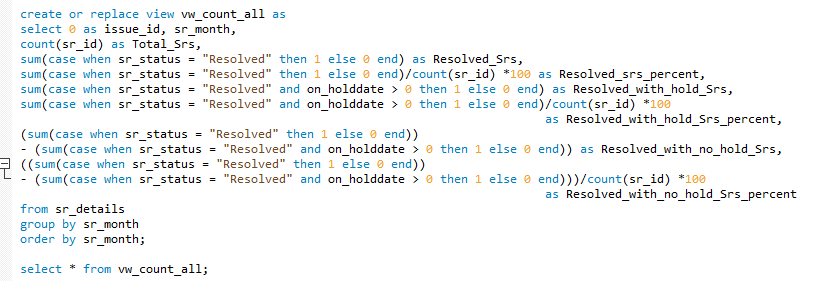 create or replace view vw_count_all as
select 0 as issue_id, sr_month,
count(sr_id) as Total_Srs,
sum(case when sr_status = "Resolved" then 1 else 0 end) as Resolved_Srs,
sum(case when sr_status = "Resolved" then 1 else 0 end)/count(sr_id) *100 as Resolved_srs_percent,
sum(case when sr_status = "Resolved" and on_holddate > 0 then 1 else 0 end) as Resolved_with_hold_Srs,
sum(case when sr_status = "Resolved" and on_holddate > 0 then 1 else 0 end)/count(sr_id) *100
as Resolved_with_hold_Srs_percent,
(sum(case when sr_status = "Resolved" then 1 else 0 end))
- (sum(case when sr_status = "Resolved" and on_holddate > 0 then 1 else 0 end)) as Resolved_with_no_hold_Srs,
((sum(case when sr_status = "Resolved" then 1 else 0 end))
- (sum(case when sr_status = "Resolved" and on_holddate > 0 then 1 else 0 end)))/count(sr_id) *100
as Resolved_with_no_hold_Srs_percent
from sr_details
group by sr_month
order by sr_month;
select * from vw_count_all;